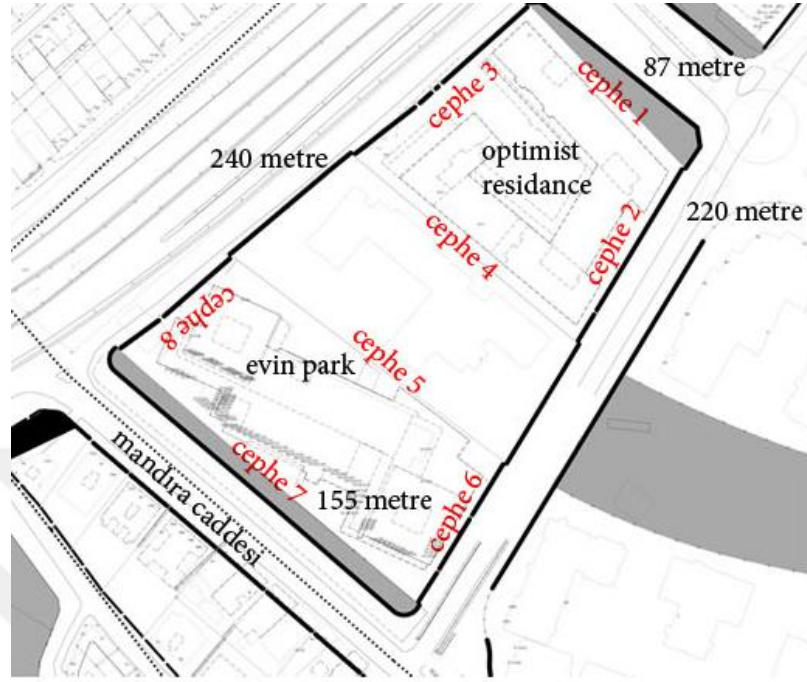 87 metre
cephe 1
cephe 3
optimist
residance
240 metre
220 metre
cephe 2
cephe 4
cephe 8
evin park
cephe 5
mandira caddesi
cephe 7
155 metre
cephe 6